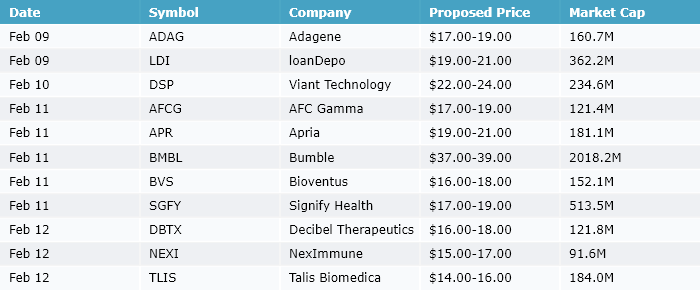 Date Symbol Company Proposed Price Market Cap
Feb 09 ADAG Adagene $17.00-19.00 160.7M
Feb 09 LDI loanDepo $19.00-21.00 362.2M
Feb 10 DSP Viant Technology $22.00-24.00 234.6M
Feb 11 AFCG AFC Gamma $17.00-19.00 121.4M
Feb 11 APR Apria $19.00-21.00 181.1M
Feb 11 BMBL Bumble $37.00-39.00 2018.2M
Feb 11 BVS Bioventus $16.00-18.00 152.1M
Feb 11 SGFY Signify Health $17.00-19.00 513.5M
Feb 12 DBTX Decibel Therapeutics $16.00-18.00 121.8M
Feb 12 NEXI NexImmune $15.00-17.00 91.6M
Feb 12 TLIS Talis Biomedica $14.00-16.00 184.0M